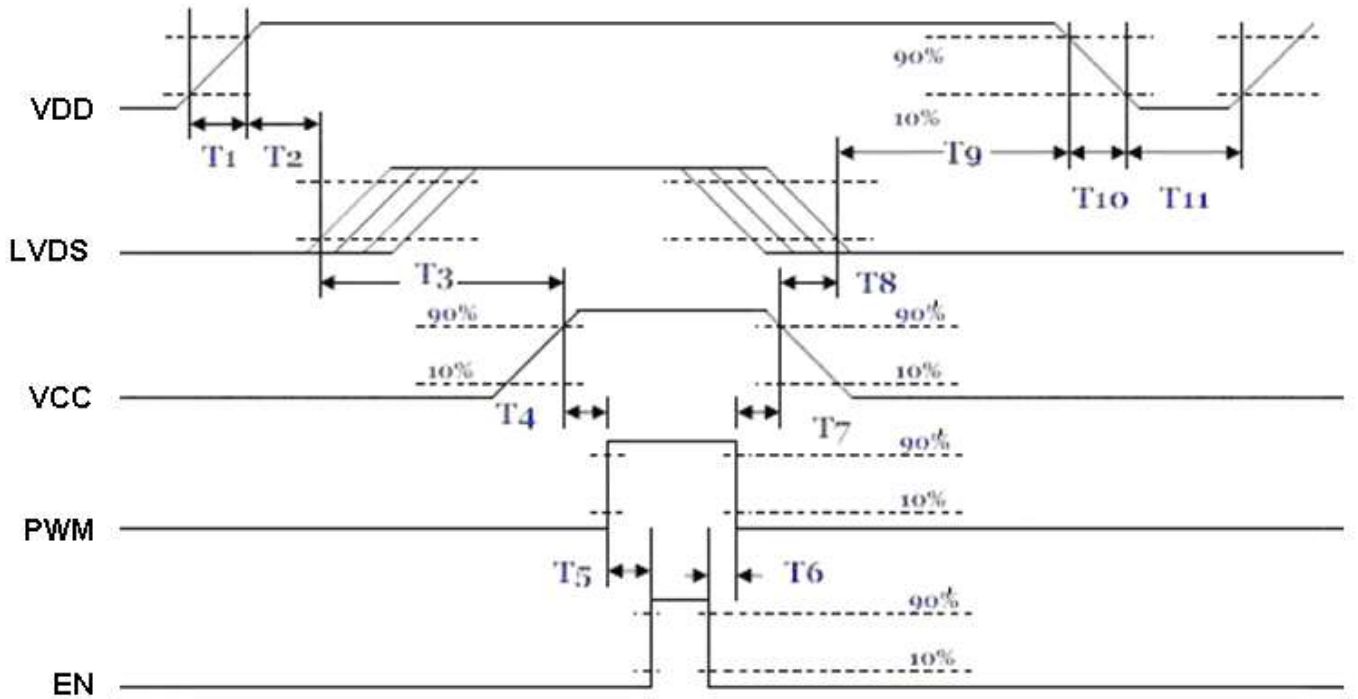 90%
VDD
10%
T1 T2
T9
T10 T11
LVDS
T3
T8
90%
90%
10%
10%
VCC
T4
T7
90%
10%
PWM
T5
T6
90%
10%
EN